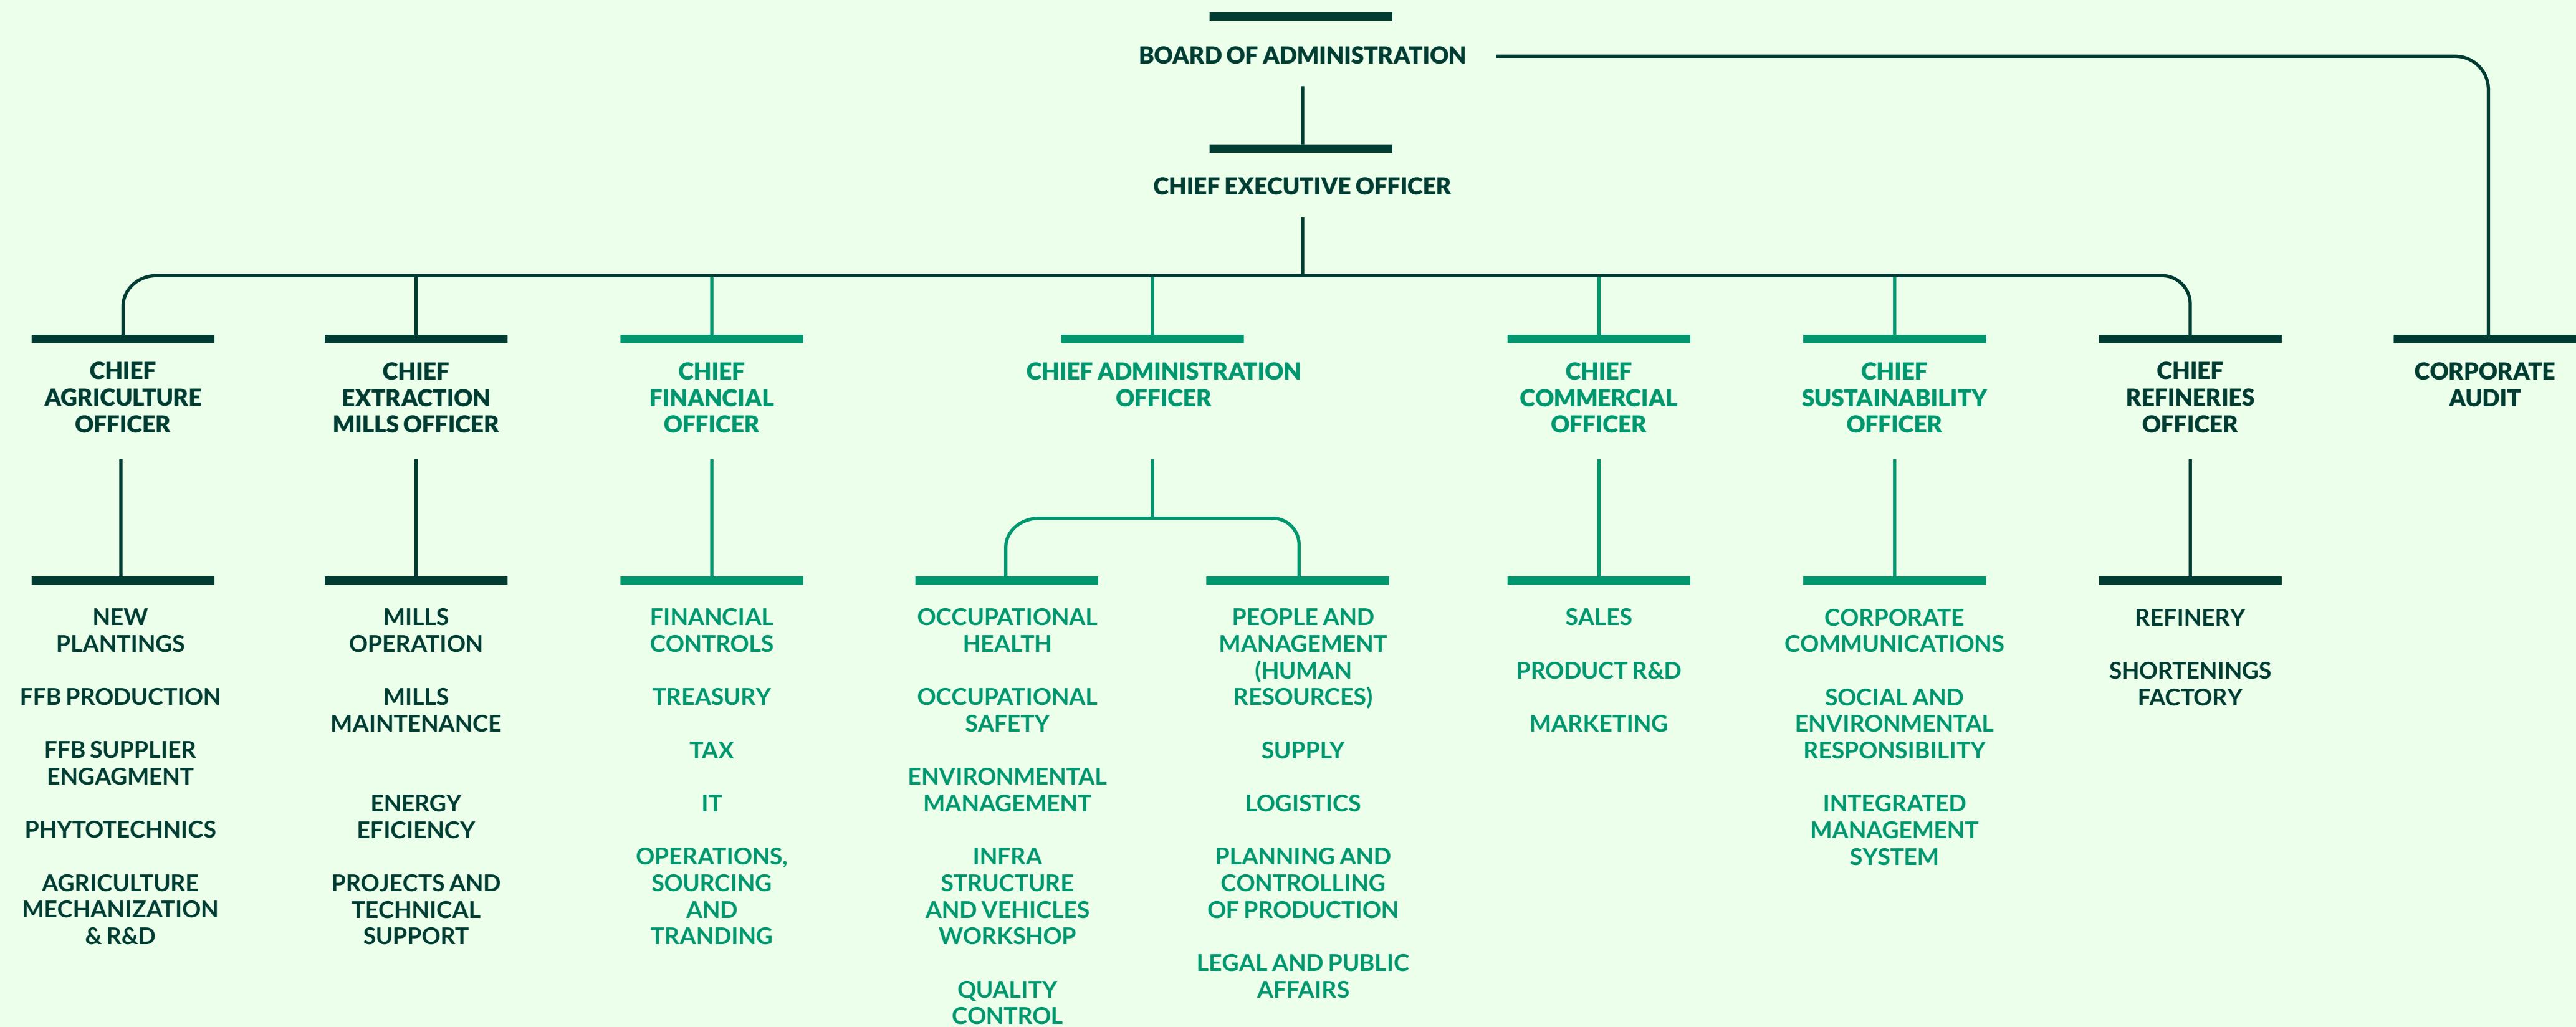 BOARD OF ADMINISTRATION
CHIEF EXECUTIVE OFFICER
CHIEF
AGRICULTURE
OFFICER
CHIEF
EXTRACTION
MILLS OFFICER
CHIEF
FINANCIAL
OFFICER
CHIEF ADMINISTRATION
OFFICER
CHIEF
COMMERCIAL
OFFICER
CHIEF
SUSTAINABILITY
OFFICER
CHIEF
REFINERIES
OFFICER
CORPORATE
AUDIT
NEW
PLANTINGS
FFB PRODUCTION
FFB SUPPLIER
ENGAGMENT
PHYTOTECHNICS
AGRICULTURE
MECHANIZATION
& R&D
MILLS
OPERATION
MILLS
MAINTENANCE
ENERGY
EFICIENCY
PROJECTS AND
TECHNICAL
SUPPORT
FINANCIAL
CONTROLS
TREASURY
TAX
IT
OPERATIONS,
SOURCING
AND
TRANDING
OCCUPATIONAL
HEALTH
OCCUPATIONAL
SAFETY
ENVIRONMENTAL
MANAGEMENT
INFRA
STRUCTURE
AND VEHICLES
WORKSHOP
QUALITY
CONTROL
PEOPLE AND
MANAGEMENT
(HUMAN
RESOURCES)
SUPPLY
LOGISTICS
PLANNING AND
CONTROLLING
OF PRODUCTION
LEGAL AND PUBLIC
AFFAIRS
SALES
PRODUCT R&D
MARKETING
CORPORATE
COMMUNICATIONS
SOCIAL AND
ENVIRONMENTAL
RESPONSIBILITY
INTEGRATED
MANAGEMENT
SYSTEM
REFINERY
SHORTENINGS
FACTORY